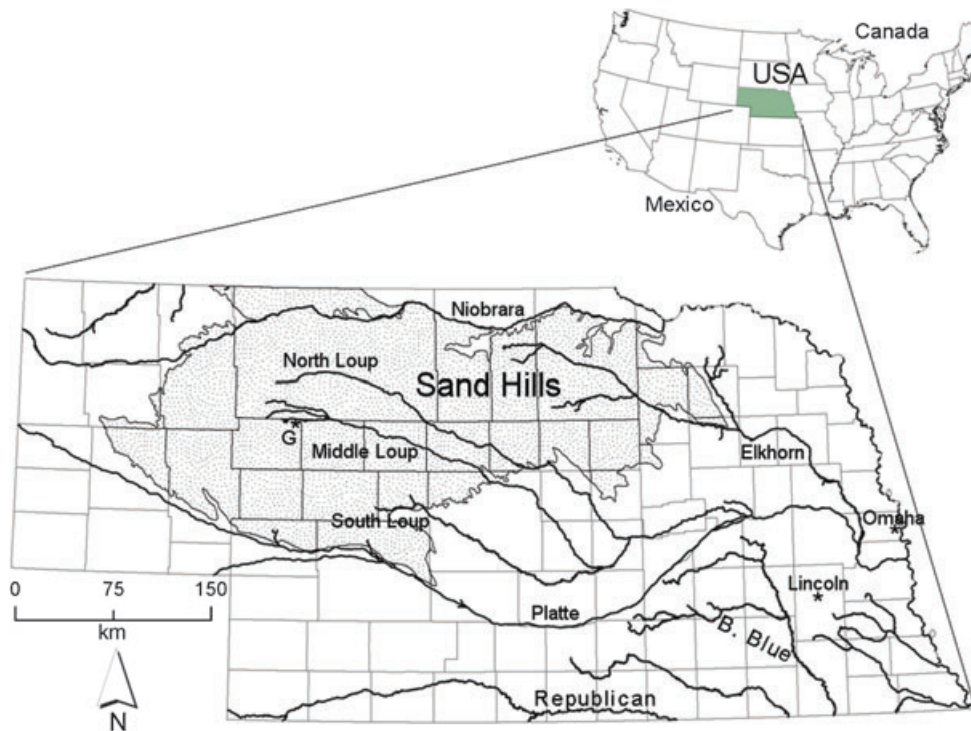 Canada
USA
Mexico
Niobrara
North Loup
Sand Hills
G
Middle Loup
Elkhorn
South Loup
Omaha
0 75 150
km
Lincoln
Platte
B. Blue
Republican
N